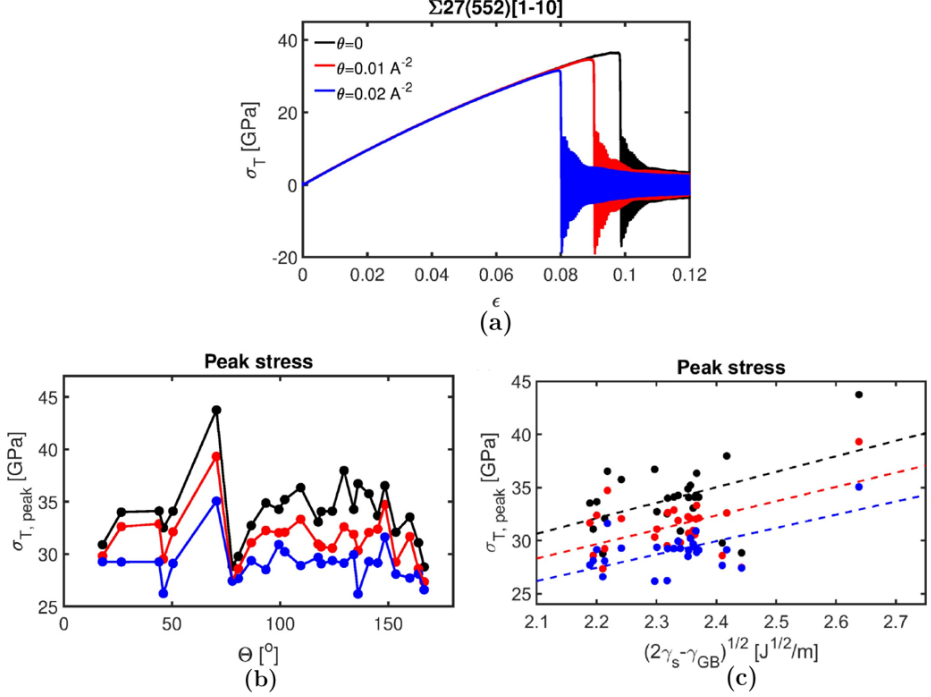 Σ27(552)[1-10]
θ=0
θ=0.01 A⁻²
θ=0.02 A⁻²
σ_T [GPa]
40
20
0
-20
0 0.02 0.04 0.06 0.08 0.1 0.12
ϵ
(a)
Peak stress
σ_T, peak [GPa]
45
40
35
30
25
0 50 100 150
Θ [°]
(b)
Peak stress
σ_T, peak [GPa]
45
40
35
30
25
2.1 2.2 2.3 2.4 2.5 2.6 2.7
(2γ_s-γ_GB)^1/2 [J^1/2/m]
(c)